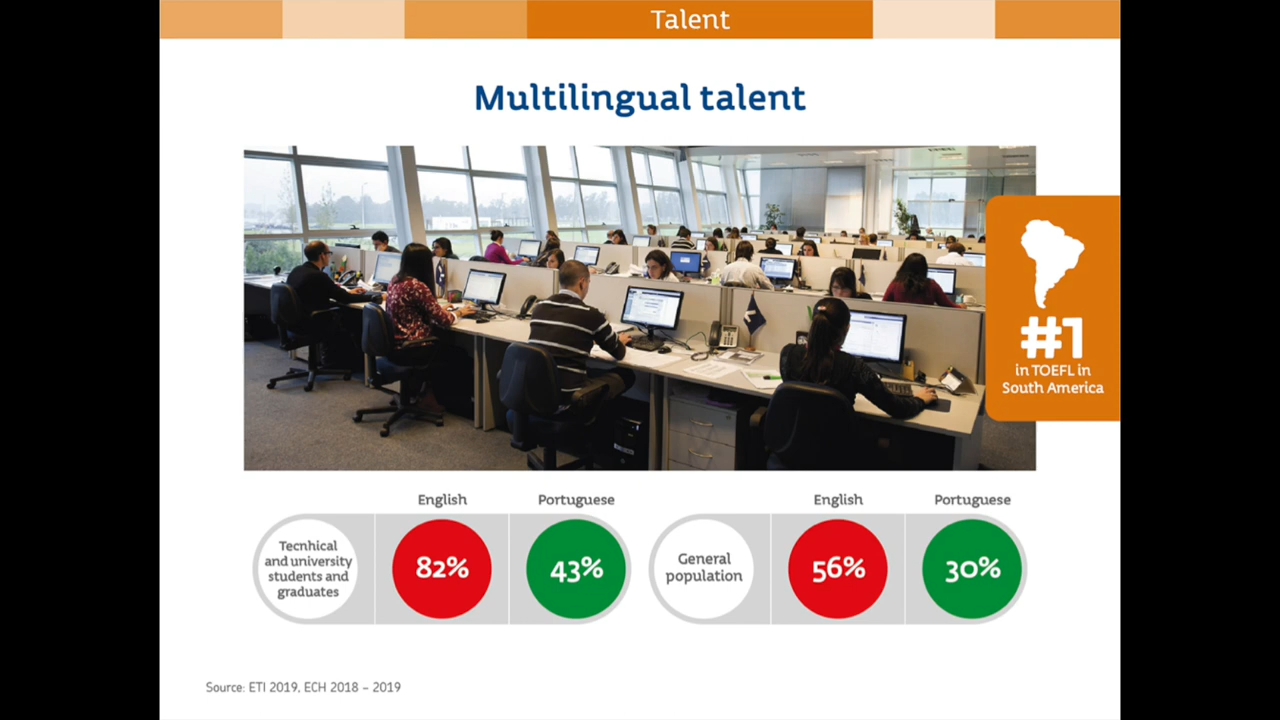 Talent
Multilingual talent
#1
in TOEFL in
South America
English
Portuguese
Tecnhical
and university
students and
graduates
82%
43%
English
Portuguese
General
population
56%
30%
Source: ETI 2019, ECH 2018 – 2019